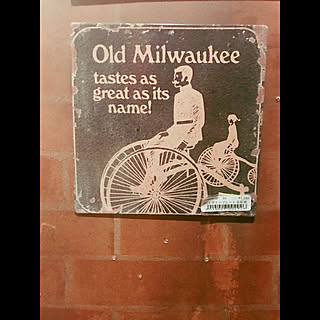 Old Milwaukee
tastes as
great as its
name!